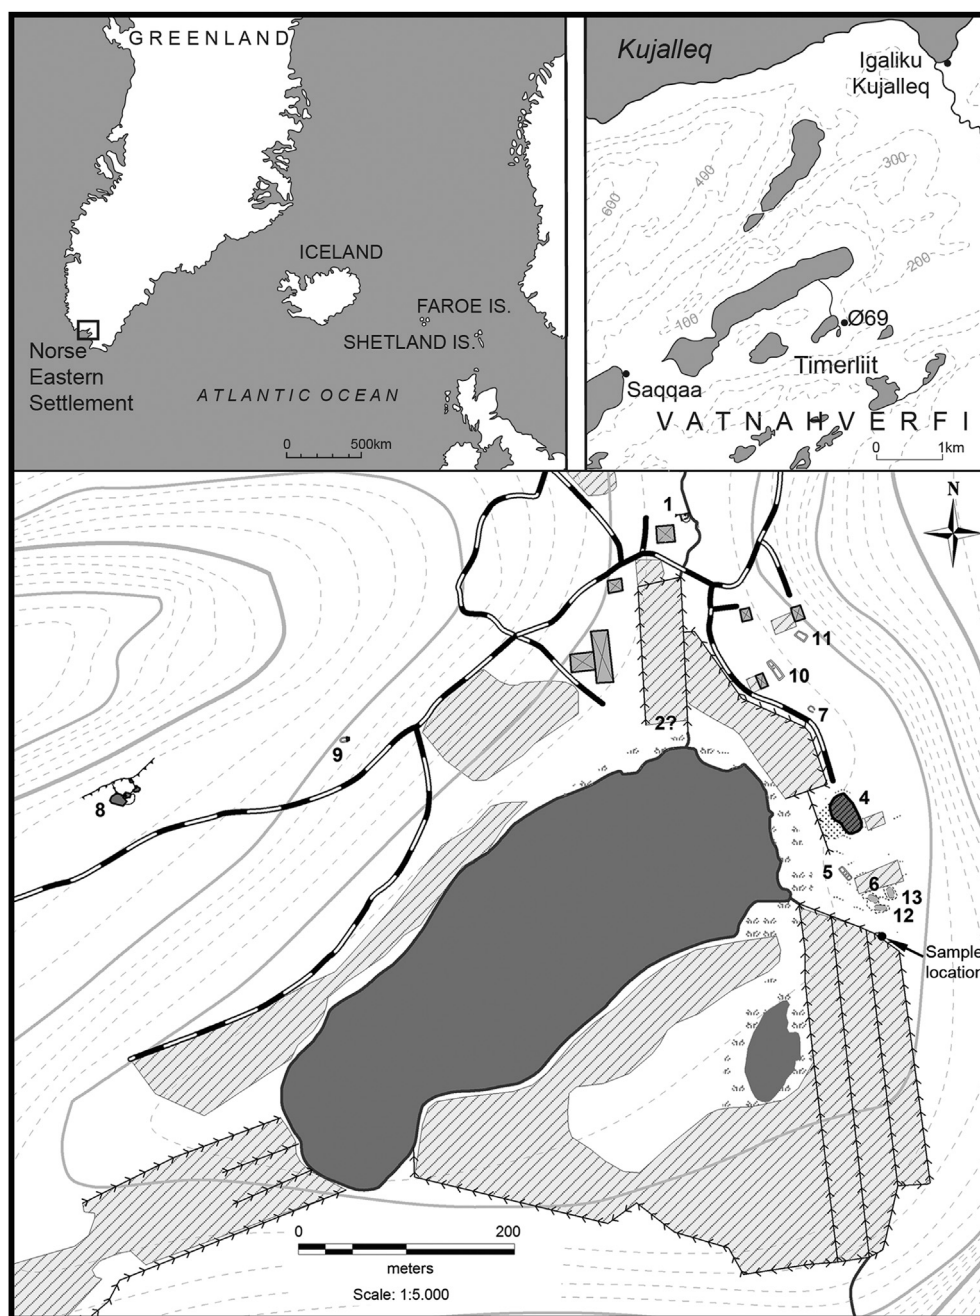 GREENLAND
ICELAND
FAROE IS.
SHETLAND IS.
Norse
Eastern
Settlement
ATLANTIC OCEAN
0 500km
Kujalleq
Igaliku
Kujalleq
600
400
300
200
100
Ø69
Timerliit
Saqqaa
VATNAHVERFI
0 1km
N
1
11
10
2?
7
9
8
4
5
6
13
12
Sample
location
0 200
meters
Scale: 1:5.000